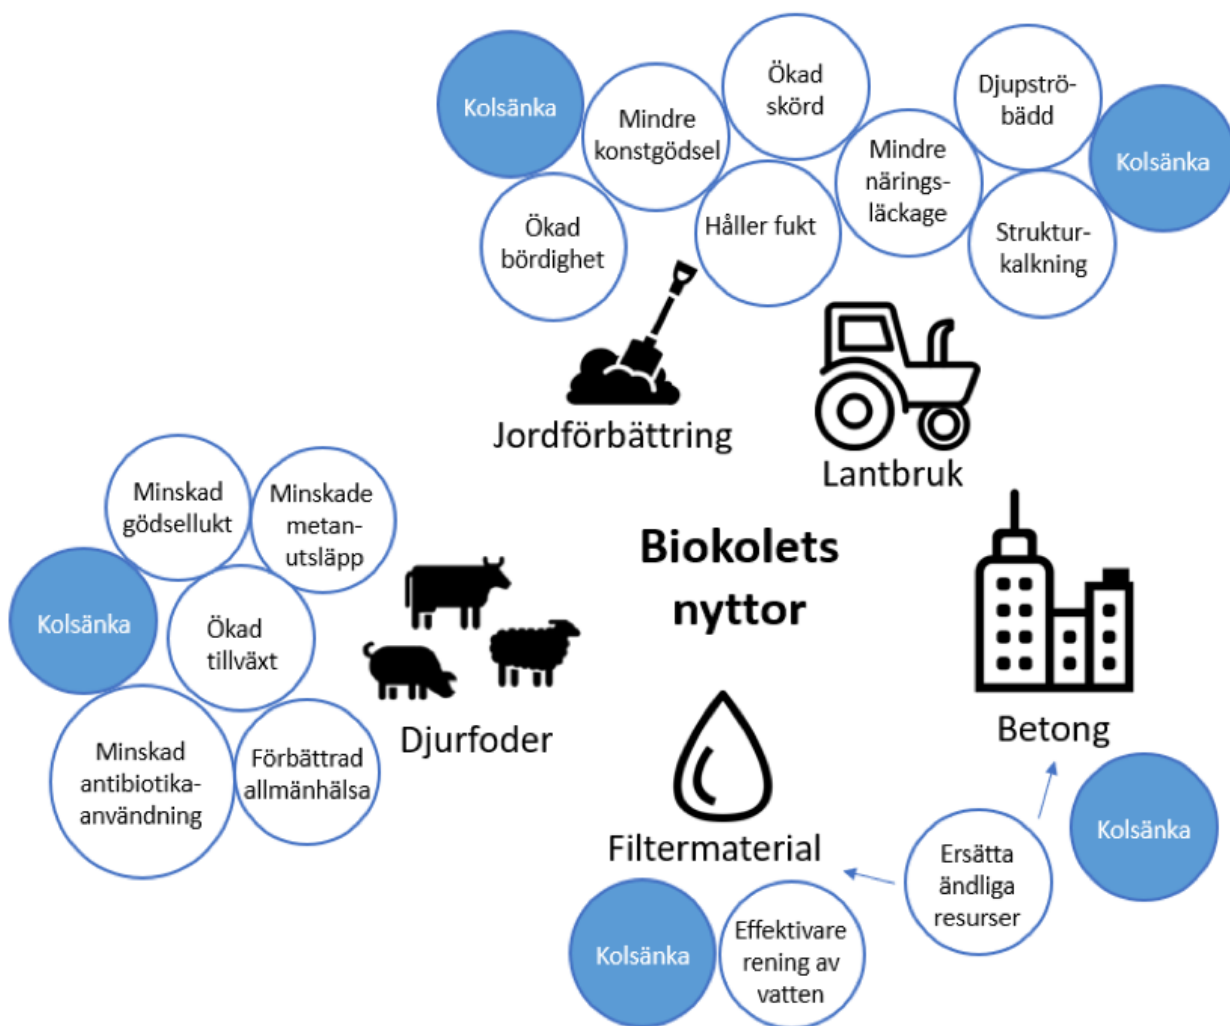 Kolsänka
Mindre
konstgödsel
Ökad
skörd
Djupströ-
bädd
Kolsänka
Mindre
närings-
läckage
Ökad
bördighet
Håller fukt
Struktur-
kalkning
Jordförbättring
Lantbruk
Biokolets
nyttor
Minskad
gödsellukt
Minskade
metan-
utsläpp
Kolsänka
Ökad
tillväxt
Minskad
antibiotika-
användning
Förbättrad
allmänhälsa
Djurfoder
Betong
Filtermaterial
Kolsänka
Ersätta
ändliga
resurser
Kolsänka
Effektivare
rening av
vatten